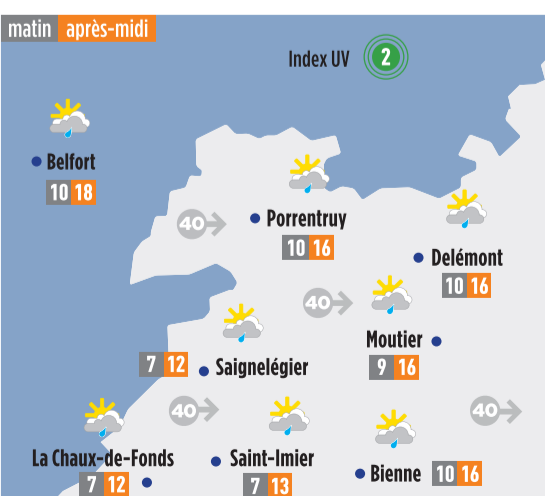 matin après-midi
Index UV 2
Belfort
10 18
40
Porrentruy
10 16
Delémont
10 16
40
Moutier
9 16
7 12 Saignelégier
40
40
La Chaux-de-Fonds
7 12
Saint-Imier
7 13
Bienne 10 16